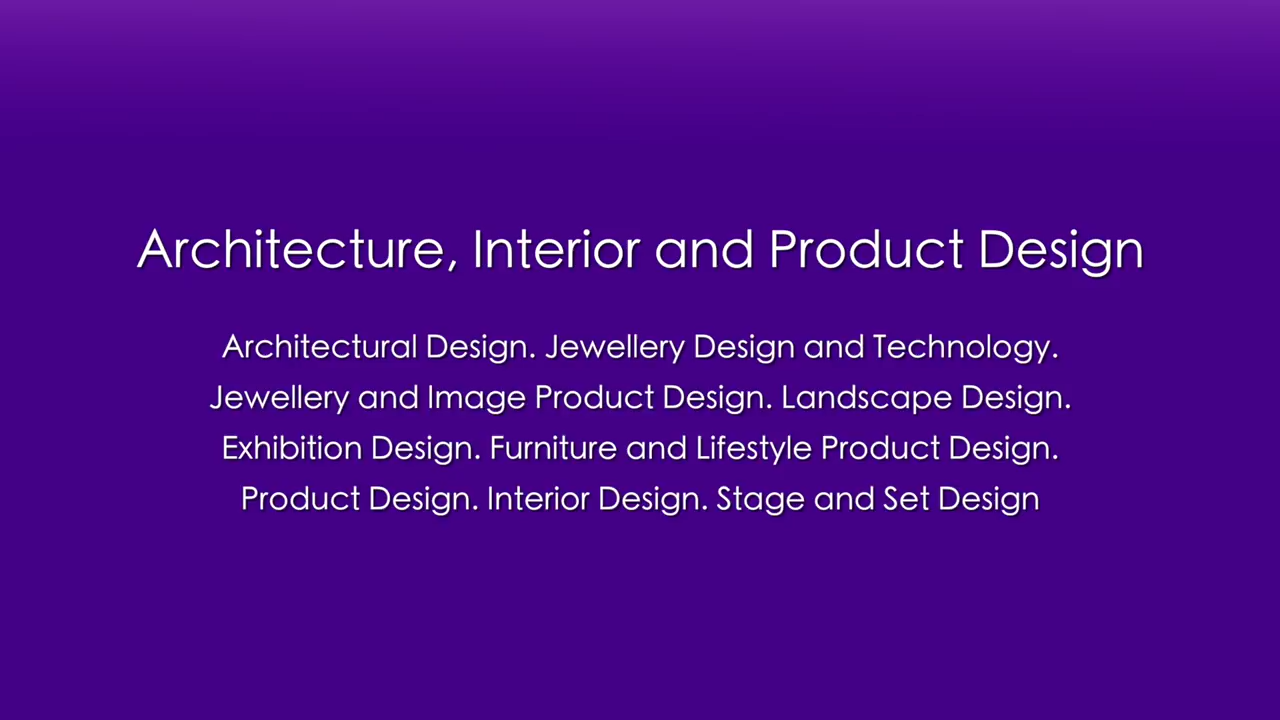 Architecture, Interior and Product Design
Architectural Design. Jewellery Design and Technology.
Jewellery and Image Product Design. Landscape Design.
Exhibition Design. Furniture and Lifestyle Product Design.
Product Design. Interior Design. Stage and Set Design